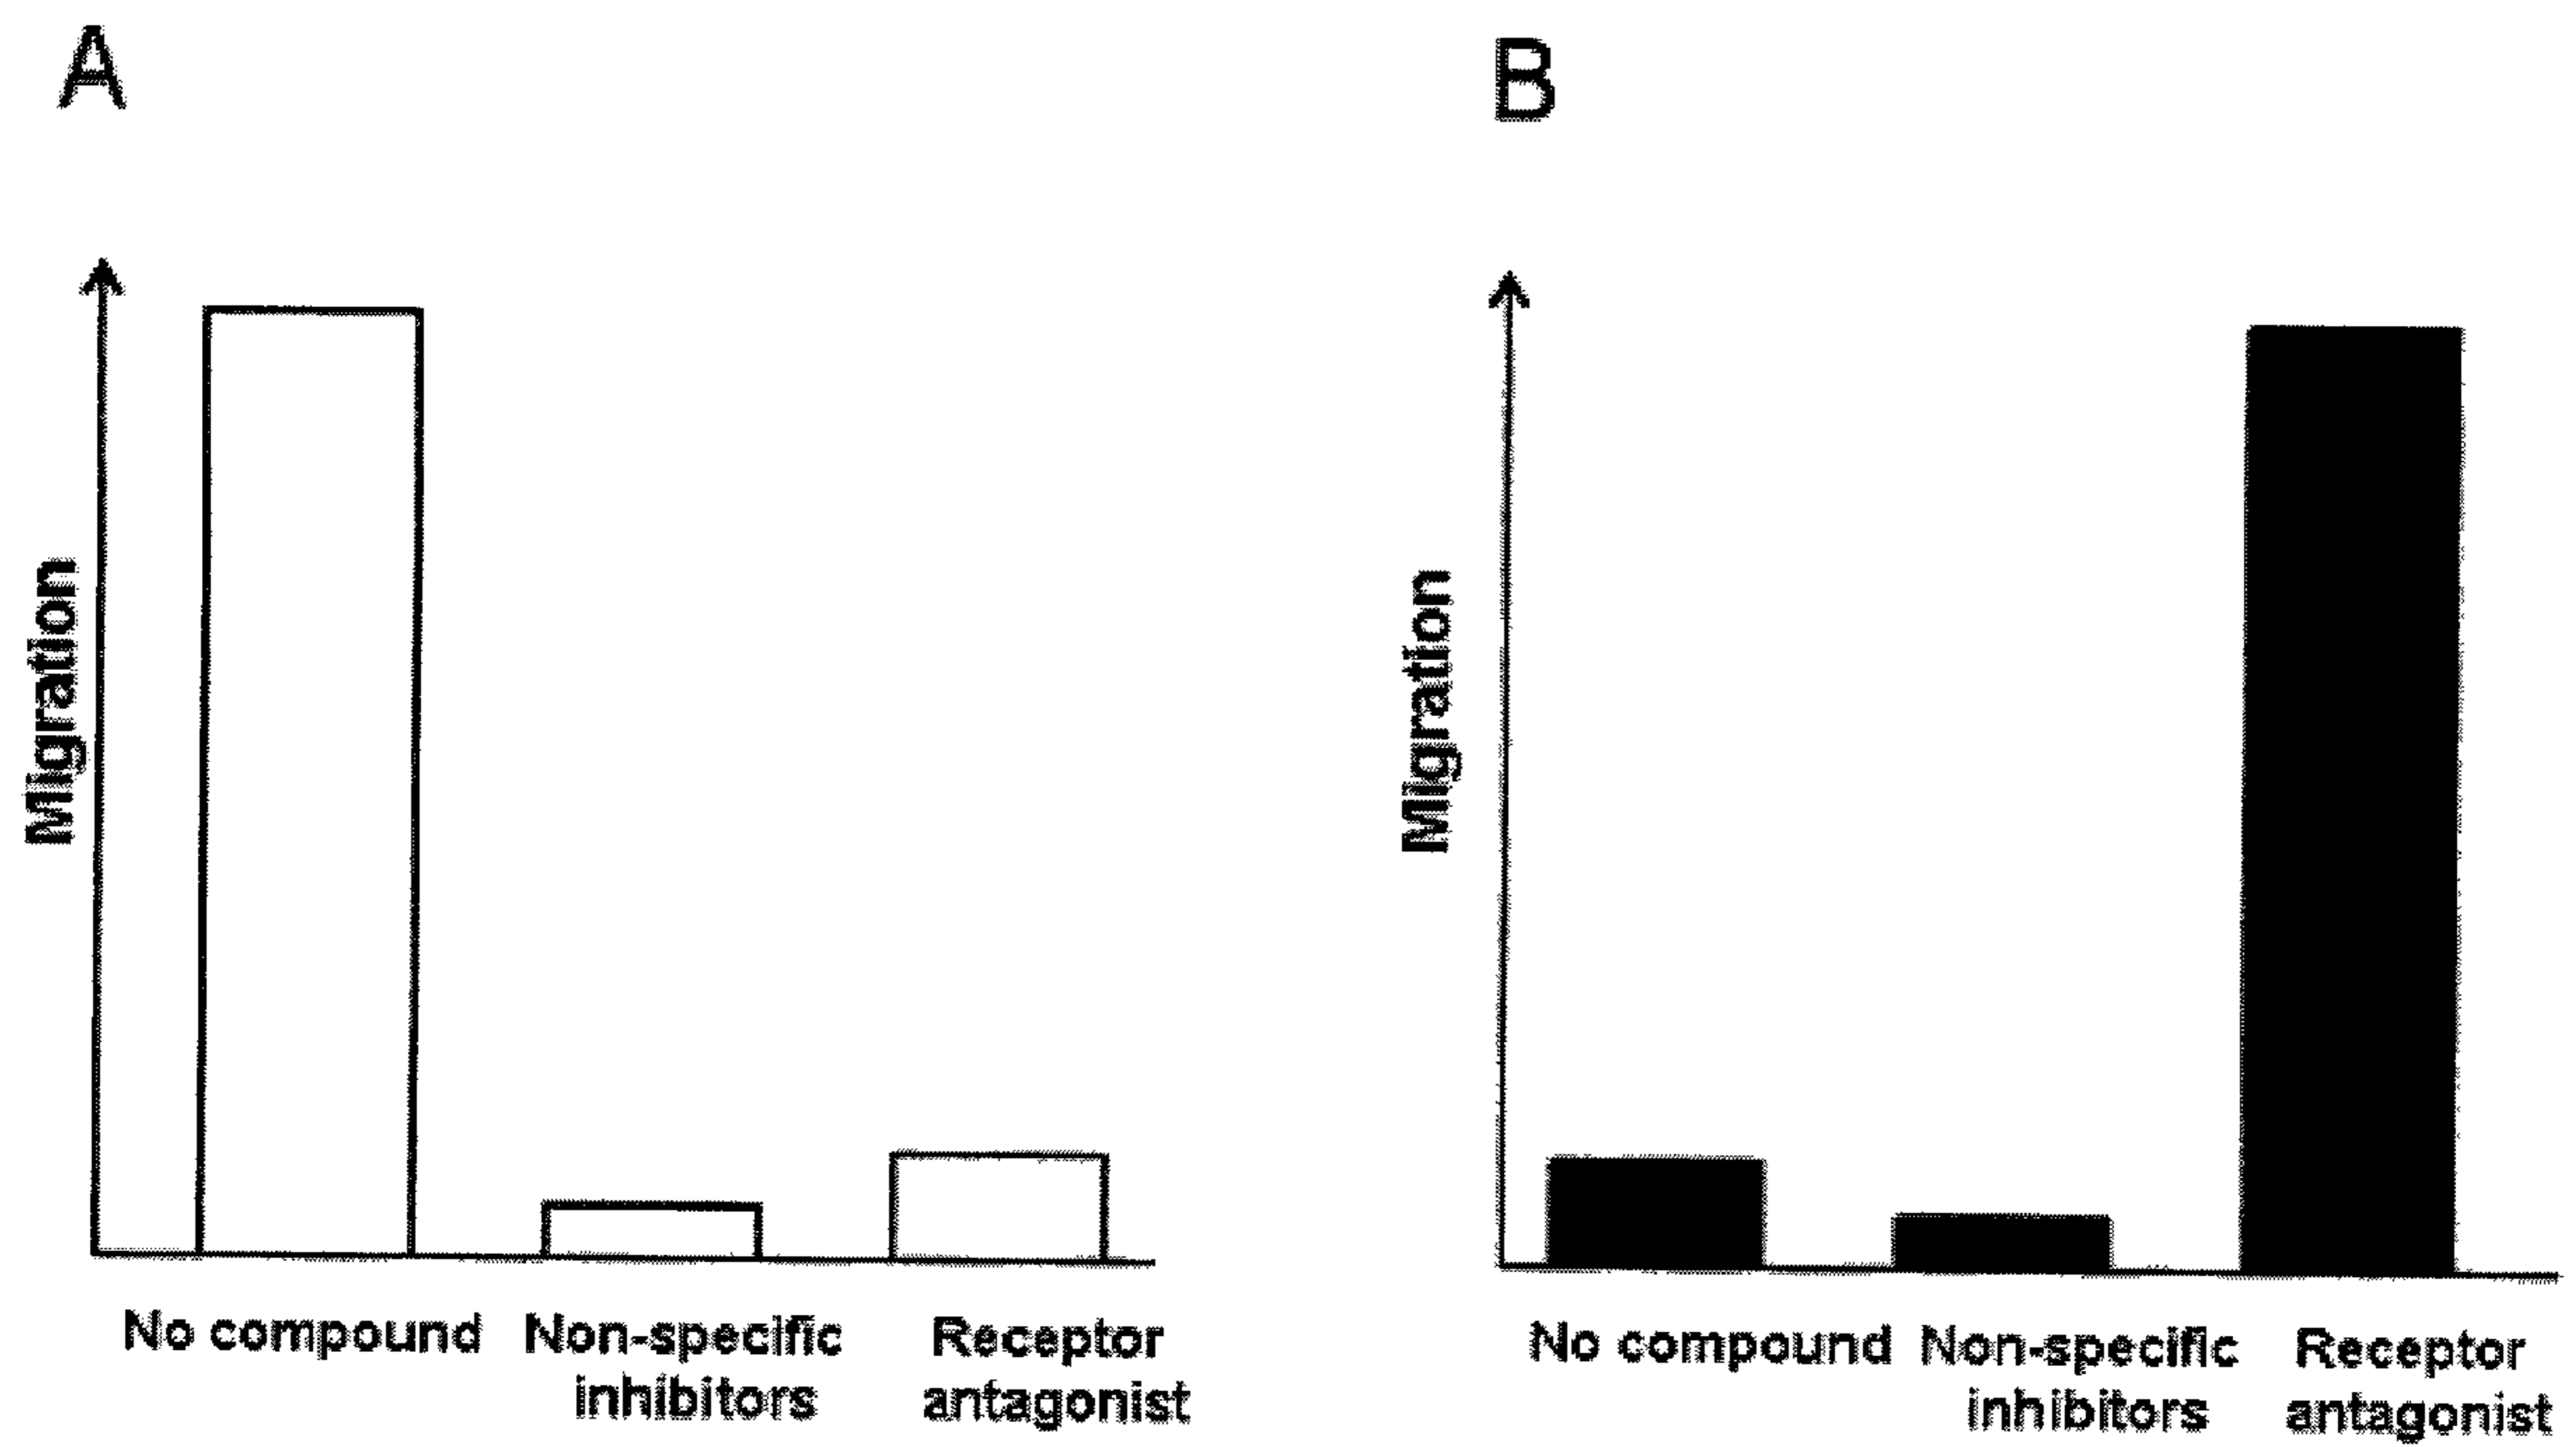 A
B
Migration
No compound
Non-specific
inhibitors
Receptor
antagonist
Migration
No compound
Non-specific
inhibitors
Receptor
antagonist